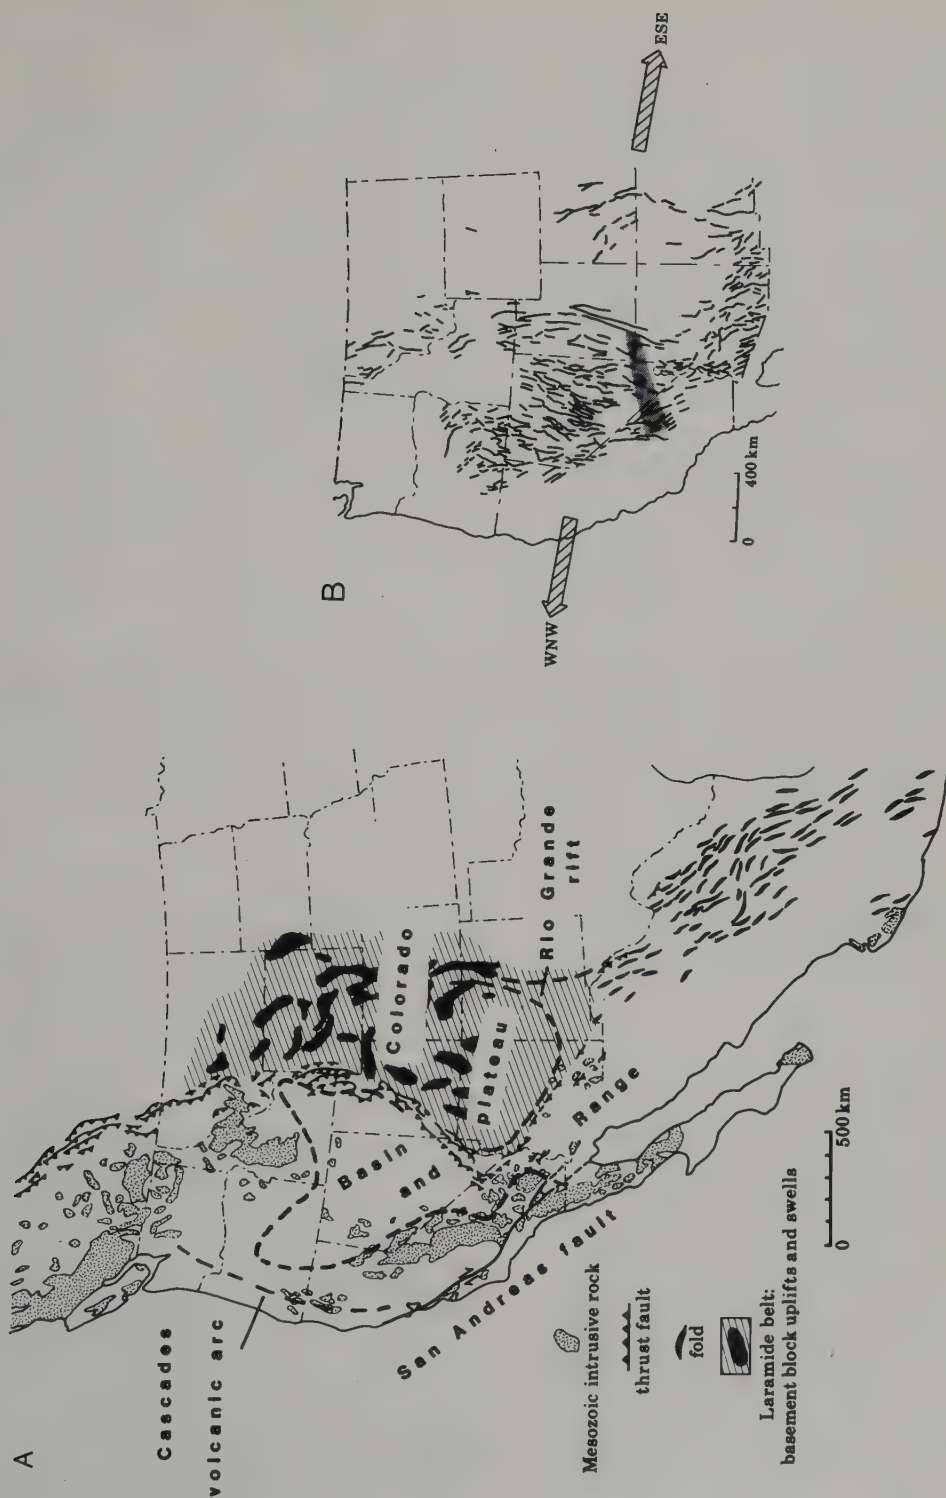 A
Cascades
volcanic arc
San Andreas fault
Basin
and
Range
Colorado
plateau
Rio Grande
rift
Mesozoic intrusive rock
thrust fault
fold
Laramide belt:
basement block uplifts and swells
0
500 km
B
WNW
ESE
0
400 km